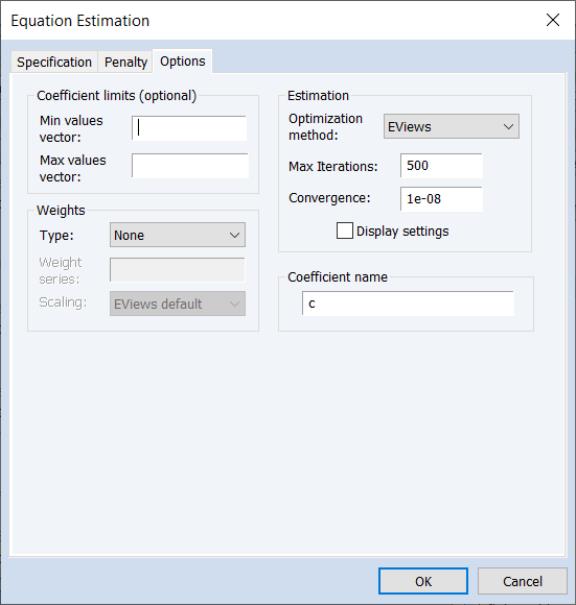 Equation Estimation
Specification
Penalty
Options
Coefficient limits (optional)
Min values
vector:
Max values
vector:
Weights
Type:
None
Weight
series:
Scaling:
EViews default
Estimation
Optimization
method:
EViews
Max Iterations:
500
Convergence:
1e-08
Display settings
Coefficient name
c
OK
Cancel